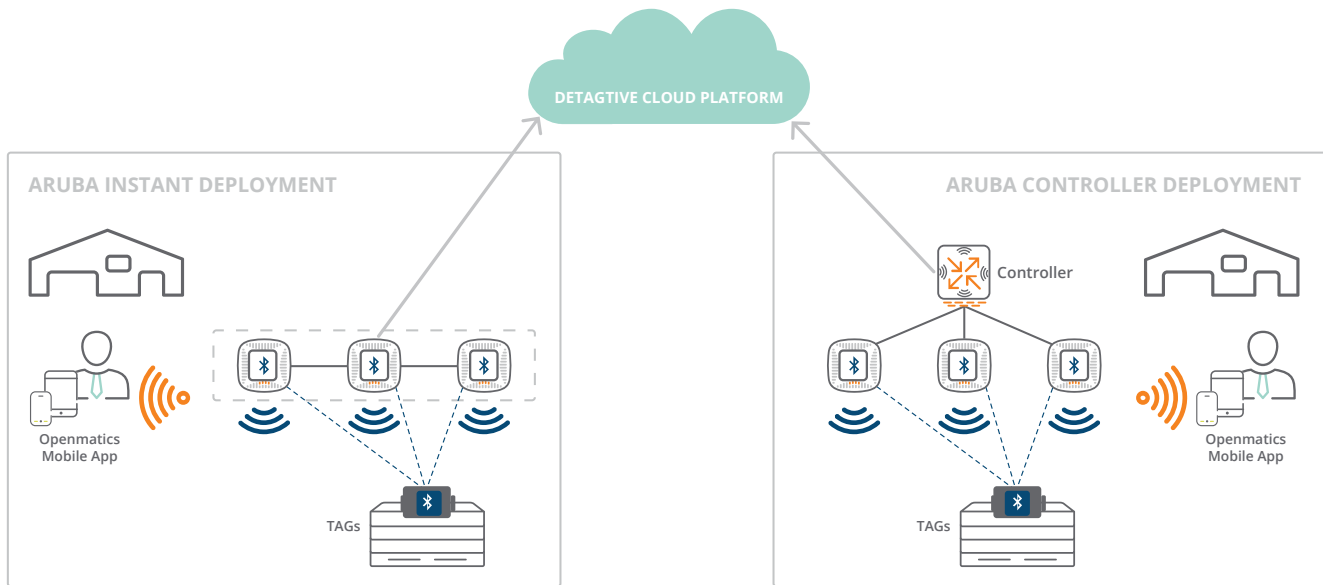 DETAGTIVE CLOUD PLATFORM
ARUBA INSTANT DEPLOYMENT
Openmatics
Mobile App
TAGs
ARUBA CONTROLLER DEPLOYMENT
Controller
Openmatics
Mobile App
TAGs